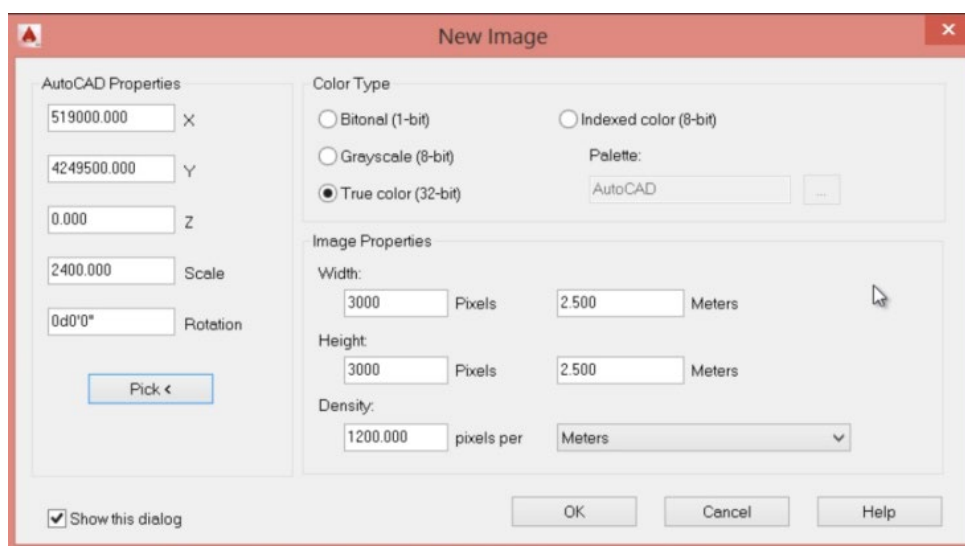 New Image
AutoCAD Properties
519000.000 X
4249500.000 Y
0.000 Z
2400.000 Scale
0d0'0" Rotation
Pick <
Color Type
Bitonal (1-bit)
Indexed color (8-bit)
Grayscale (8-bit)
Palette:
True color (32-bit)
AutoCAD ...
Image Properties
Width:
3000 Pixels 2.500 Meters
Height:
3000 Pixels 2.500 Meters
Density:
1200.000 pixels per Meters
Show this dialog
OK Cancel Help